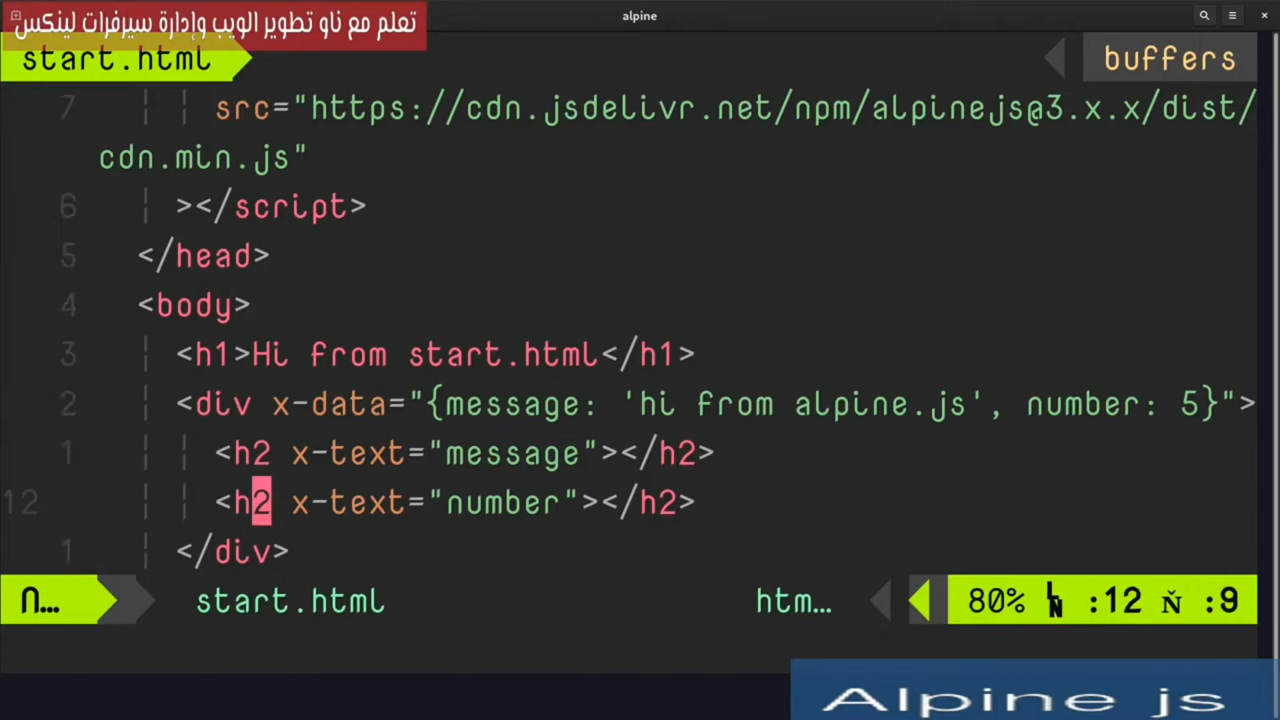 alpine
تعلم مع ناو تطوير الويب وإدارة سيرفرات لينكس
start.html
buffers
7 src="https://cdn.jsdelivr.net/npm/alpinejs@3.x.x/dist/
cdn.min.js"
6 ></script>
5 </head>
4 <body>
3 <h1>Hi from start.html</h1>
2 <div x-data="{message: 'hi from alpine.js', number: 5}">
1 <h2 x-text="message"></h2>
12 <h2 x-text="number"></h2>
1 </div>
n… start.html htm… 80% :12 :9
Alpine js